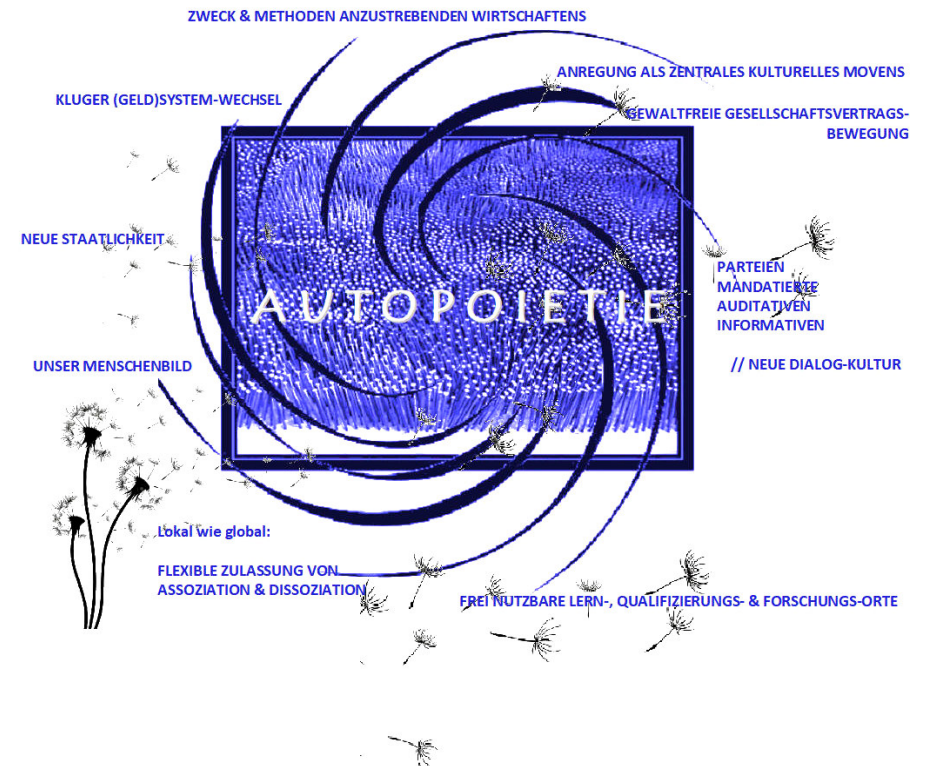 ZWECK & METHODEN ANZUSTREBENDEN WIRTSCHAFTENS
ANREGUNG ALS ZENTRALES KULTURELLES MOVENS
KLUGER (GELD)SYSTEM-WECHSEL
GEWALTFREIE GESELLSCHAFTSVERTRAGS-
BEWEGUNG
NEUE STAATLICHKEIT
PARTEIEN
MANDATIERTE
AUDITATIVEN
INFORMATIVEN
AUTOPOIETIE
// NEUE DIALOG-KULTUR
UNSER MENSCHENBILD
Lokal wie global:
FLEXIBLE ZULASSUNG VON
ASSOZIATION & DISSOZIATION
FREI NUTZBARE LERN-, QUALIFIZIERUNGS- & FORSCHUNGS-ORTE